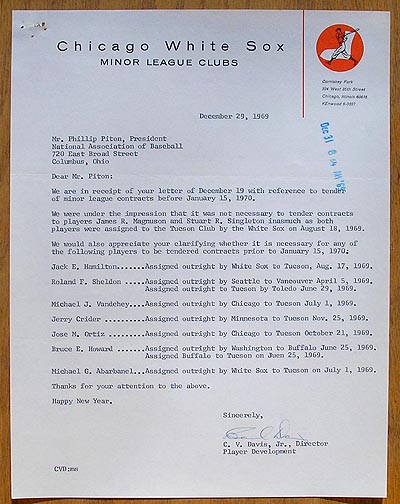 Chicago White Sox
MINOR LEAGUE CLUBS
Comiskey Park
324 West 35th Street
Chicago, Illinois 60616
December 29, 1969
Dec 31
Mr. Phillip Piton, President
National Association of Baseball
720 East Broad Street
Columbus, Ohio
Dear Mr. Piton:
We are in receipt of your letter of December 19 with reference to tender
of minor league contracts before January 15, 1970.
We were under the impression that it was not necessary to tender contracts
to players James R. Magnuson and Stuart R. Singleton inasmuch as both
players were assigned to the Tucson Club by the White Sox on August 18, 1969.
We would also appreciate your clarifying whether it is necessary for any of
the following players to be tendered contracts prior to January 15, 1970:
Jack E. Hamilton......Assigned outright by White Sox to Tucson, Aug. 17, 1969.
Roland F. Sheldon .....Assigned outright by Seattle to Vancouver April 5, 1969.
Assigned outright to Tucson by Toledo June 29, 1969.
Michael J. Vandehey...Assigned outright by Chicago to Tucson July 1, 1969.
Jerry Crider .........Assigned outright by Minnesota to Tucson Nov. 25, 1969.
Jose M. Ortiz ........Assigned outright by Chicago to Tucson October 21, 1969.
Bruce E. Howard ......Assigned outright by Washington to Buffalo June 25, 1969.
Assigned Buffalo to Tucson on Juen 25, 1969.
Michael G. Abarbanel..Assigned outright by White Sox to Tucson on July 1, 1969.
Thanks for your attention to the above.
Happy New Year.
Sincerely,
C. V. Davis, Jr., Director
Player Development
CVD:ms